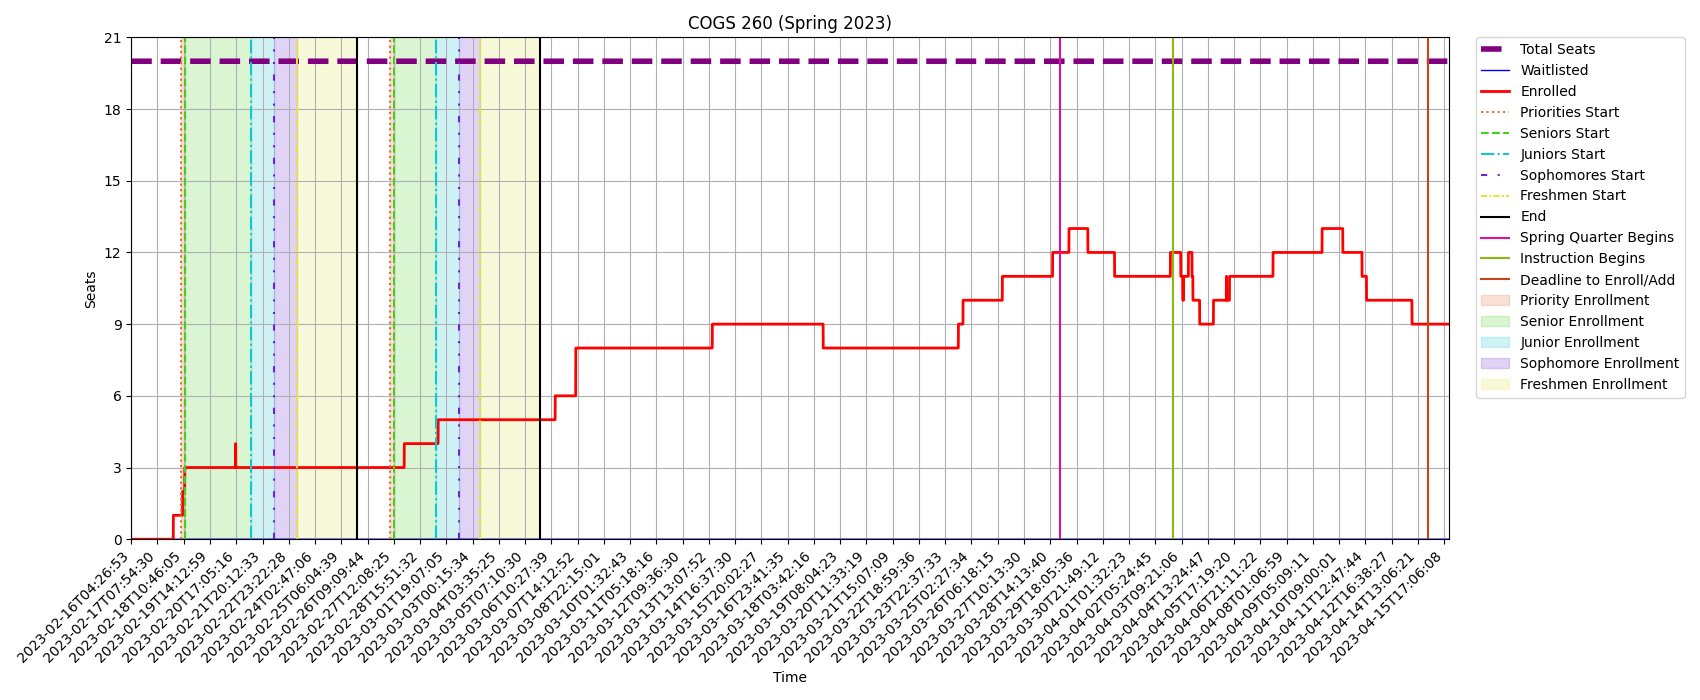 COGS 260 (Spring 2023)
21
18
15
12
9
6
3
0
Seats
2023-02-16T04:26:53
2023-02-17T07:54:30
2023-02-18T10:46:05
2023-02-19T14:12:59
2023-02-20T17:05:16
2023-02-21T20:12:33
2023-02-22T23:22:28
2023-02-24T02:47:06
2023-02-25T06:04:39
2023-02-26T09:09:44
2023-02-27T12:08:25
2023-02-28T15:51:32
2023-03-01T19:07:05
2023-03-03T00:15:34
2023-03-04T03:35:25
2023-03-05T07:10:30
2023-03-06T10:27:39
2023-03-07T14:12:52
2023-03-08T22:15:01
2023-03-10T01:32:43
2023-03-11T05:18:16
2023-03-12T09:36:30
2023-03-13T13:07:52
2023-03-14T16:37:30
2023-03-15T20:02:27
2023-03-16T23:41:35
2023-03-18T03:42:16
2023-03-19T08:04:23
2023-03-20T11:33:19
2023-03-21T15:07:09
2023-03-22T18:59:36
2023-03-23T22:37:33
2023-03-25T02:27:34
2023-03-26T06:18:15
2023-03-27T10:13:30
2023-03-28T14:13:40
2023-03-29T18:05:36
2023-03-30T21:49:12
2023-04-01T01:32:23
2023-04-02T05:24:45
2023-04-03T09:21:06
2023-04-04T13:24:47
2023-04-05T17:19:20
2023-04-06T21:11:22
2023-04-08T01:06:59
2023-04-09T05:09:11
2023-04-10T09:00:01
2023-04-11T12:47:44
2023-04-12T16:38:27
2023-04-14T13:06:21
2023-04-15T17:06:08
Time
Total Seats
Waitlisted
Enrolled
Priorities Start
Seniors Start
Juniors Start
Sophomores Start
Freshmen Start
End
Spring Quarter Begins
Instruction Begins
Deadline to Enroll/Add
Priority Enrollment
Senior Enrollment
Junior Enrollment
Sophomore Enrollment
Freshmen Enrollment